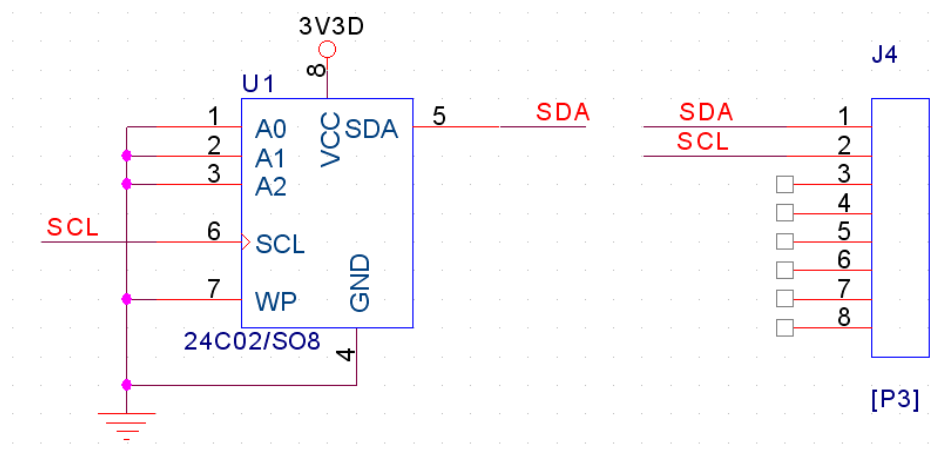 3V3D
8
U1
J4
1 A0
2 A1
3 A2
VCC
SDA 5 SDA
SCL 6 SCL
7 WP
GND
24C02/SO8
4
SDA 1
SCL 2
3
4
5
6
7
8
[P3]